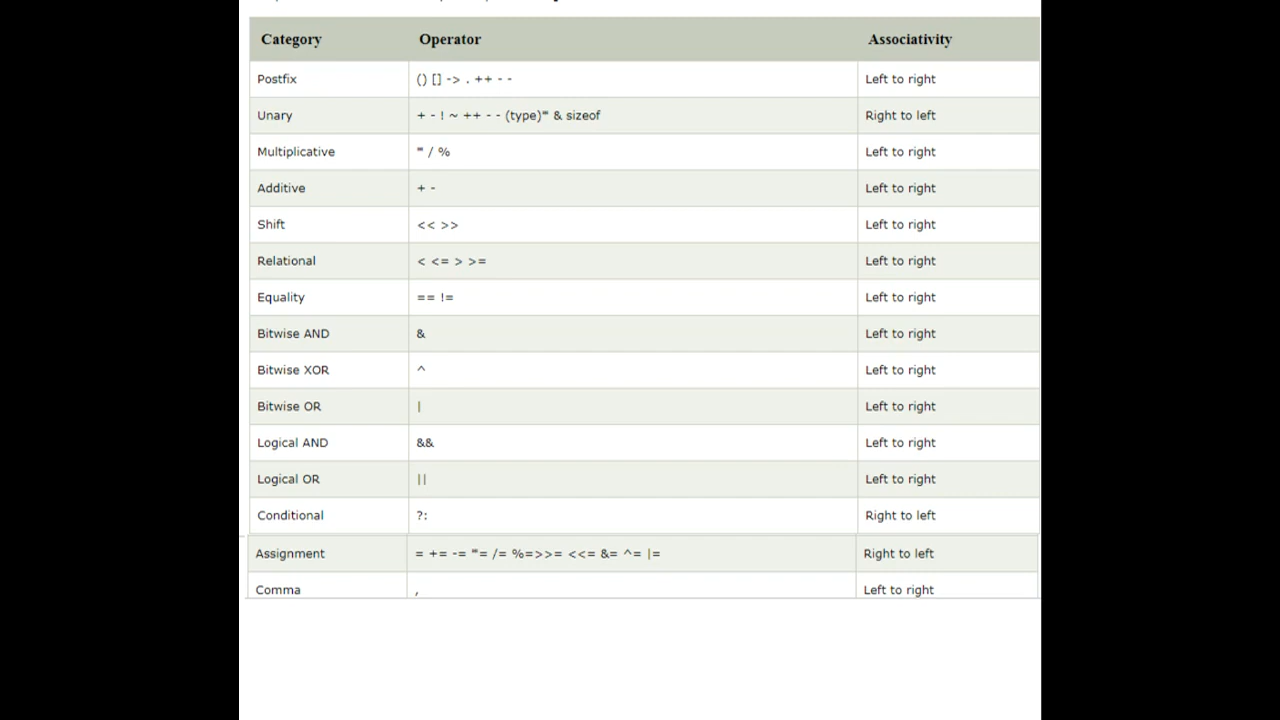 Category Operator Associativity
Postfix () [] -> . ++ - - Left to right
Unary + - ! ~ ++ - - (type)* & sizeof Right to left
Multiplicative * / % Left to right
Additive + - Left to right
Shift << >> Left to right
Relational < <= > >= Left to right
Equality == != Left to right
Bitwise AND & Left to right
Bitwise XOR ^ Left to right
Bitwise OR | Left to right
Logical AND && Left to right
Logical OR || Left to right
Conditional ?: Right to left
Assignment = += -= *= /= %=>>= <<= &= ^= |= Right to left
Comma , Left to right